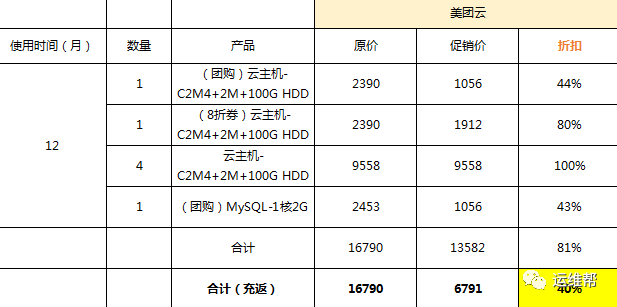 美团云
使用时间（月） 数量 产品 原价 促销价 折扣
12
1 （团购）云主机- 2390 1056 44%
C2M4+2M+100G HDD
1 （8折券）云主机- 2390 1912 80%
C2M4+2M+100G HDD
4 云主机- 9558 9558 100%
C2M4+2M+100G HDD
1 （团购）MySQL-1核2G 2453 1056 43%
合计 16790 13582 81%
合计（充返） 16790 6791 40%
运维帮